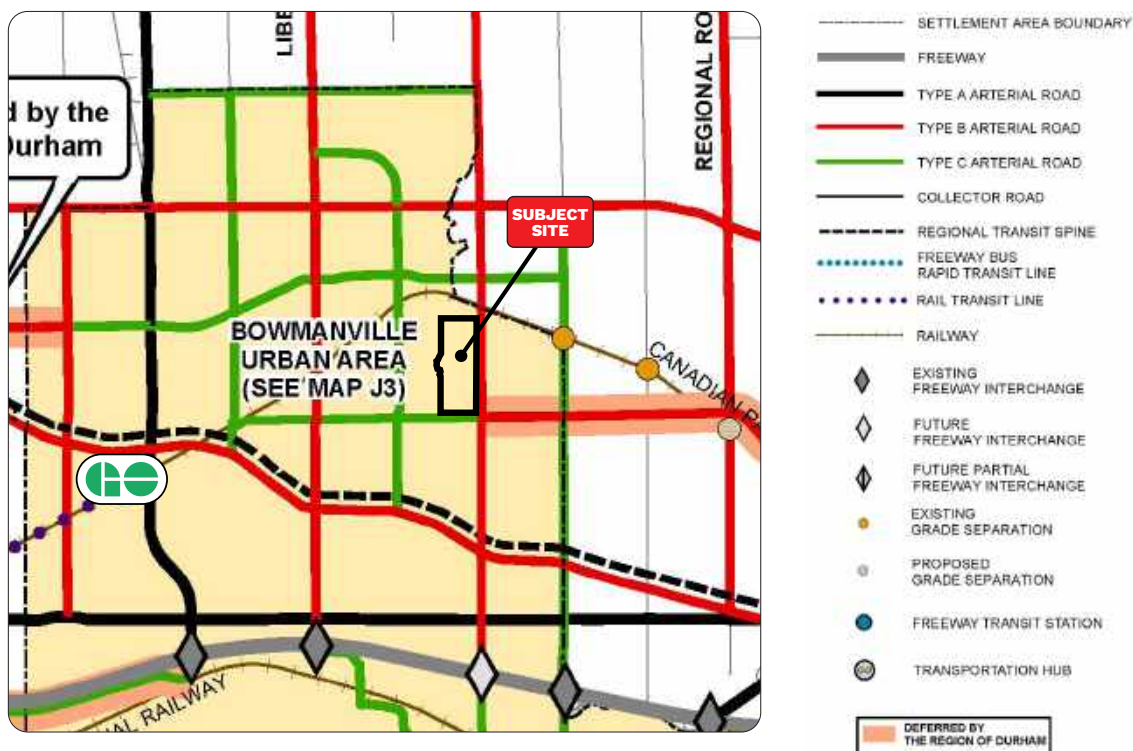 LIBE
REGIONAL RO
d by the
Durham
SUBJECT
SITE
BOWMANVILLE
URBAN AREA
(SEE MAP J3)
CANADIAN
GO
RAILWAY
SETTLEMENT AREA BOUNDARY
FREEWAY
TYPE A ARTERIAL ROAD
TYPE B ARTERIAL ROAD
TYPE C ARTERIAL ROAD
COLLECTOR ROAD
REGIONAL TRANSIT SPINE
FREEWAY BUS
RAPID TRANSIT LINE
RAIL TRANSIT LINE
RAILWAY
EXISTING
FREEWAY INTERCHANGE
FUTURE
FREEWAY INTERCHANGE
FUTURE PARTIAL
FREEWAY INTERCHANGE
EXISTING
GRADE SEPARATION
PROPOSED
GRADE SEPARATION
FREEWAY TRANSIT STATION
TRANSPORTATION HUB
DEFERRED BY
THE REGION OF DURHAM